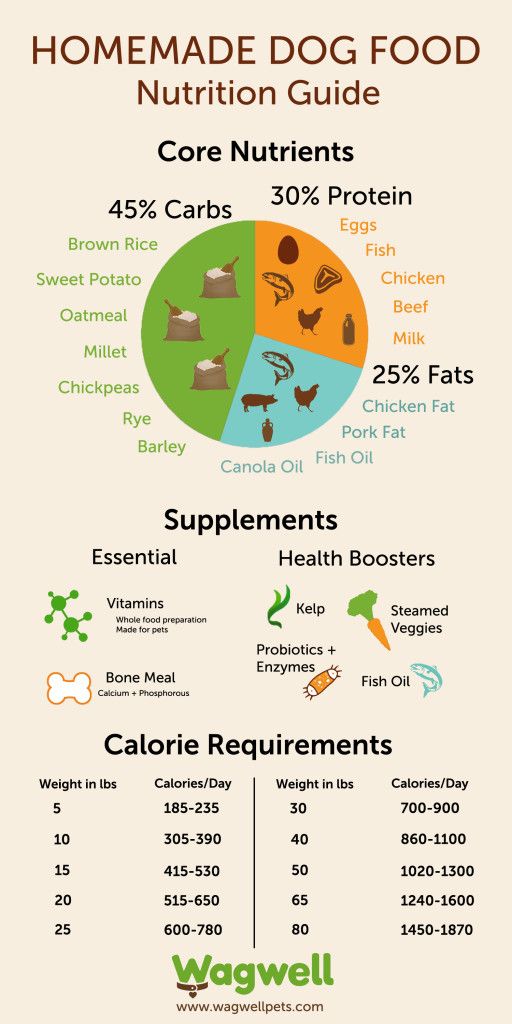 HOMEMADE DOG FOOD
Nutrition Guide
Core Nutrients
45% Carbs
Brown Rice
Sweet Potato
Oatmeal
Millet
Chickpeas
Rye
Barley
30% Protein
Eggs
Fish
Chicken
Beef
Milk
25% Fats
Chicken Fat
Pork Fat
Fish Oil
Canola Oil
Supplements
Essential
Vitamins
Whole food preparation
Made for pets
Bone Meal
Calcium + Phosphorous
Health Boosters
Kelp
Steamed
Veggies
Probiotics +
Enzymes
Fish Oil
Calorie Requirements
Weight in lbs Calories/Day Weight in lbs Calories/Day
5 185-235 30 700-900
10 305-390 40 860-1100
15 415-530 50 1020-1300
20 515-650 65 1240-1600
25 600-780 80 1450-1870
Wagwell
www.wagwellpets.com